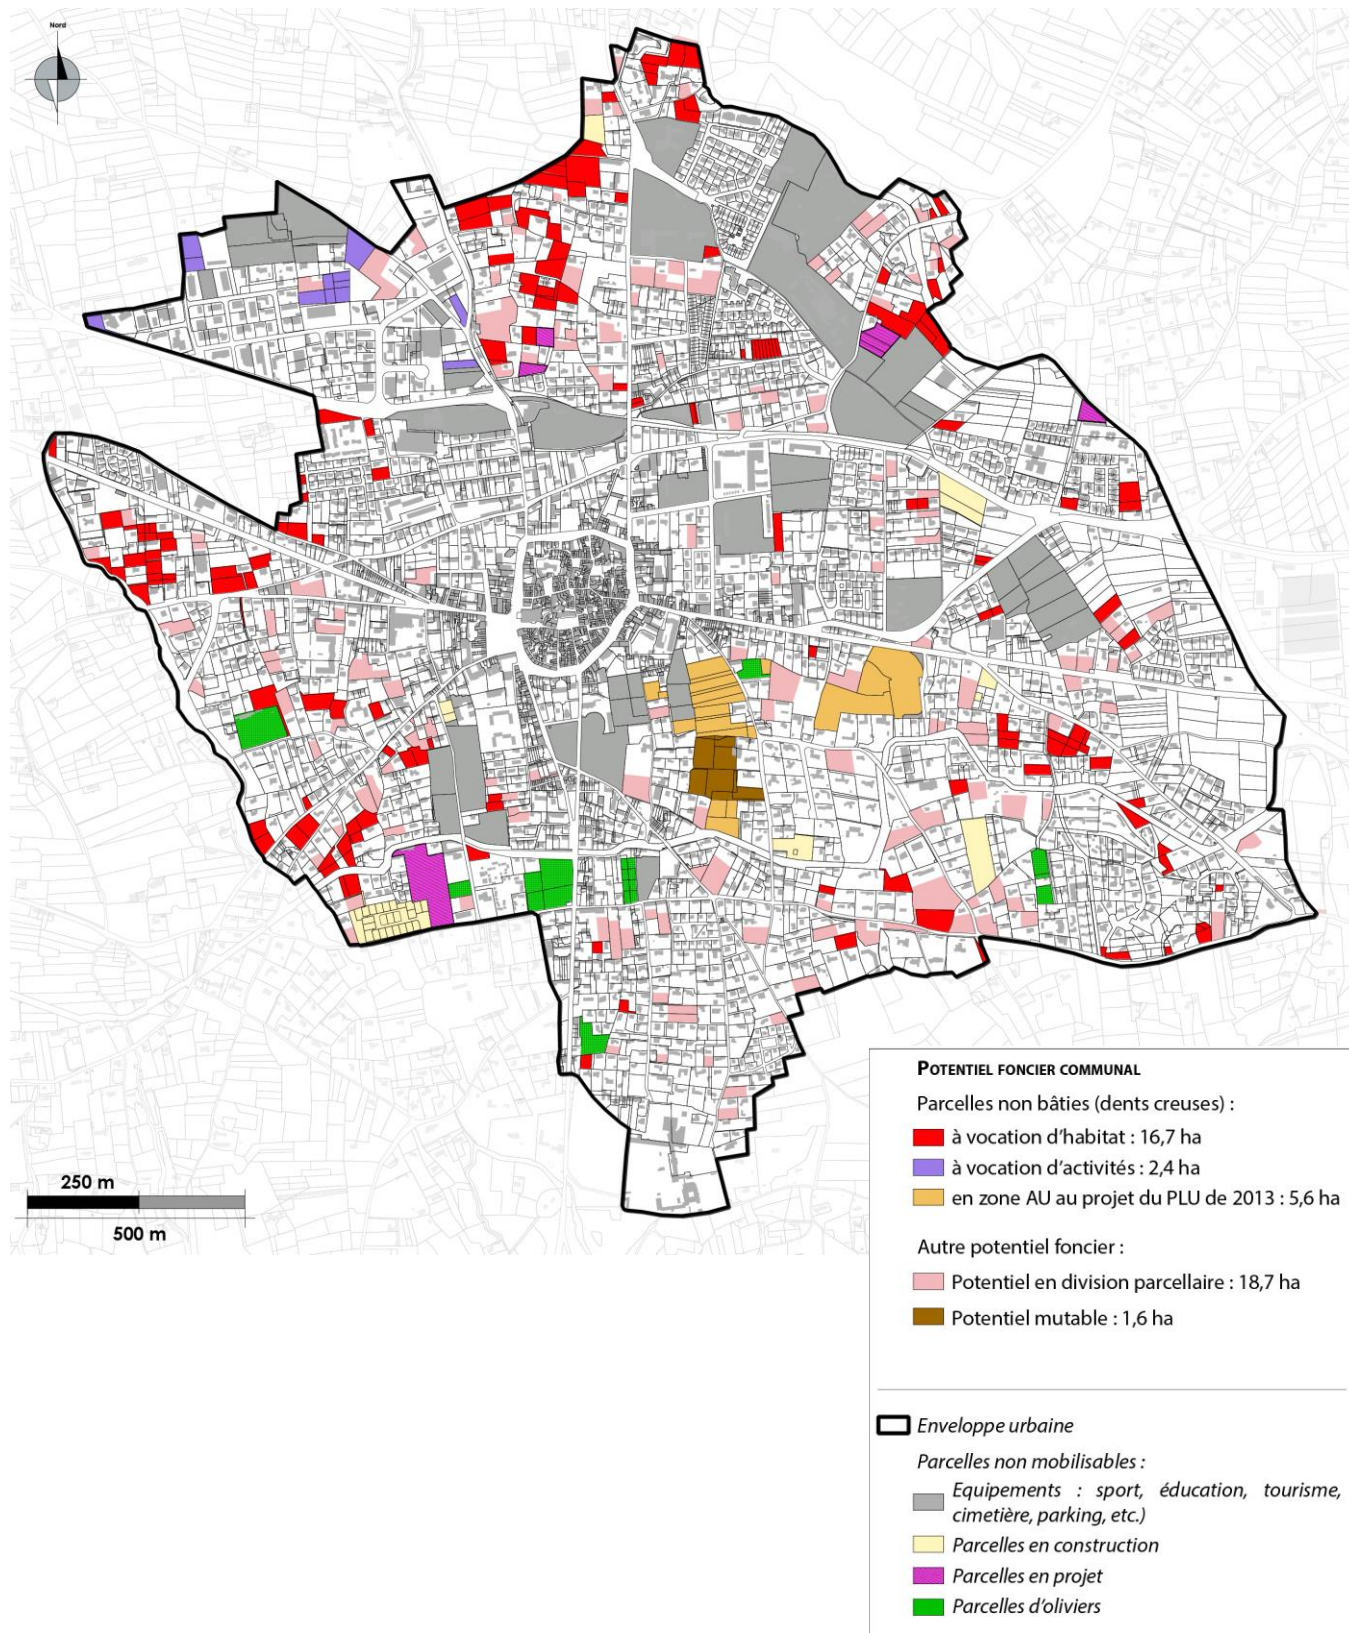 Nord
250 m
500 m
POTENTIEL FONCIER COMMUNAL
Parcelles non bâties (dents creuses) :
à vocation d'habitat : 16,7 ha
à vocation d'activités : 2,4 ha
en zone AU au projet du PLU de 2013 : 5,6 ha
Autre potentiel foncier :
Potentiel en division parcellaire : 18,7 ha
Potentiel mutable : 1,6 ha
Enveloppe urbaine
Parcelles non mobilisables :
Equipements : sport, éducation, tourisme,
cimetière, parking, etc.)
Parcelles en construction
Parcelles en projet
Parcelles d'oliviers